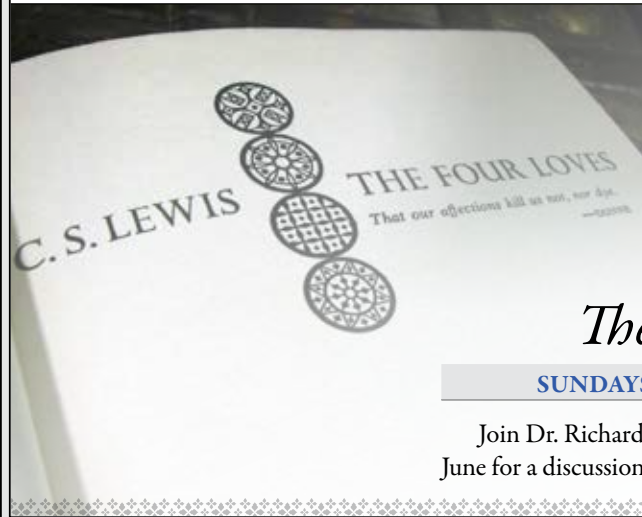 C. S. LEWIS
THE FOUR LOVES
That our affections kill us not, nor dye.
—DONNE
The
SUNDAYS
Join Dr. Richard
June for a discussion